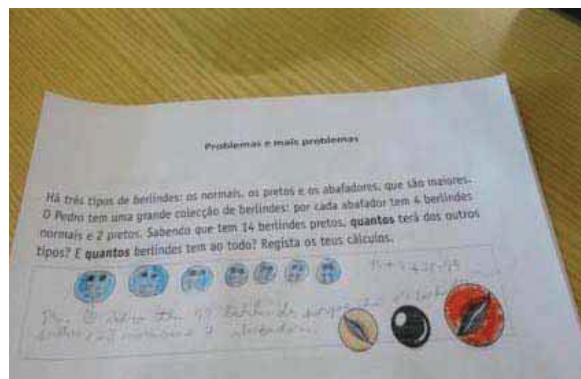 Problemas e mais problemas
Há três tipos de berlindes: os normais, os pretos e os abafadores, que são maiores.
O Pedro tem uma grande colecção de berlindes: por cada abafador tem 4 berlindes
normais e 2 pretos. Sabendo que tem 14 berlindes pretos, quantos terá dos outros
tipos? E quantos berlindes tem ao todo? Regista os teus cálculos.